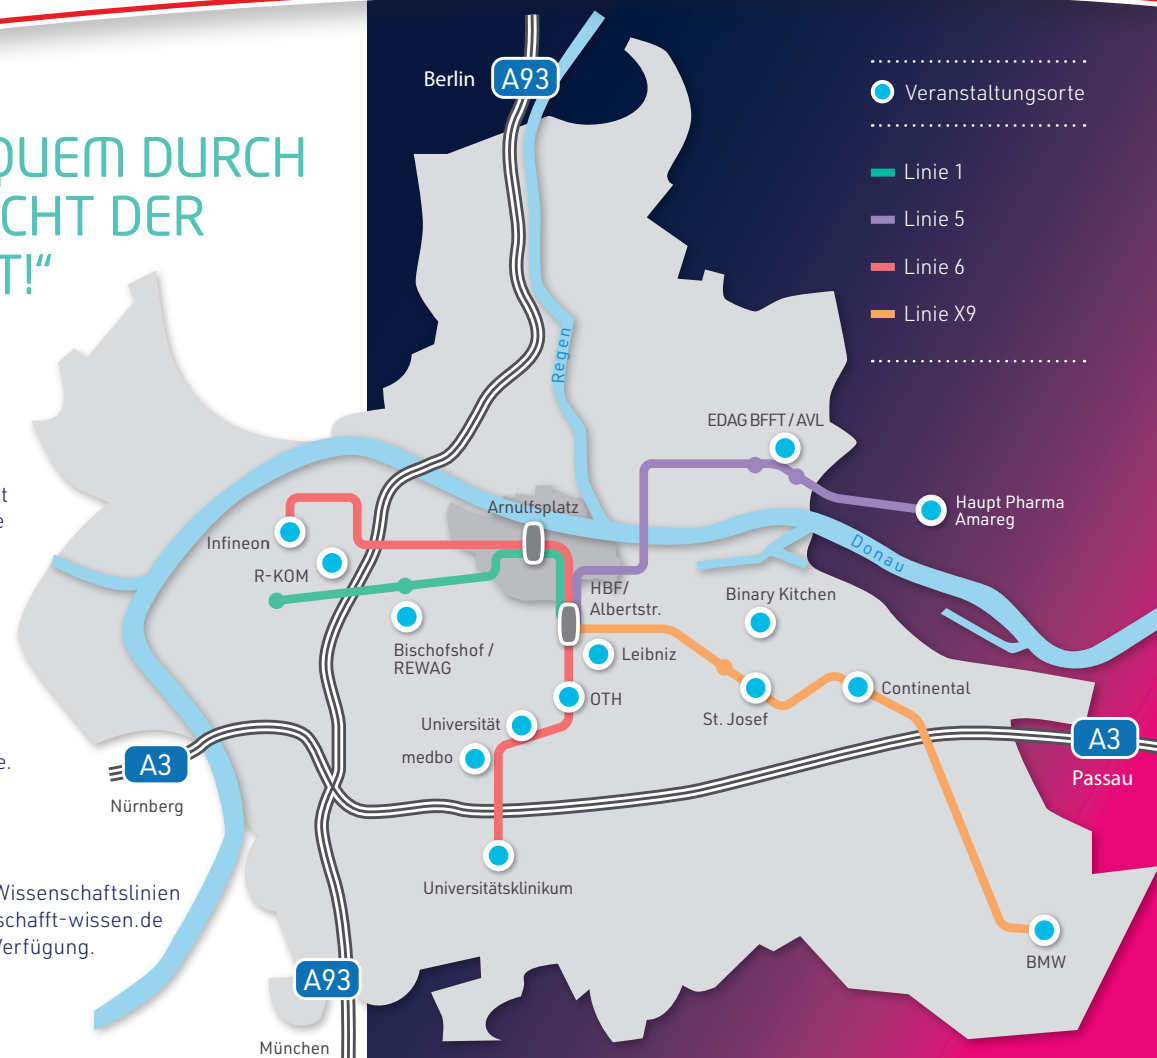 QUEM DURCH
CHT DER
T!“
t
e
e.
Wissenschaftslinien
schafft-wissen.de
Verfügung.
Berlin
A93
Veranstaltungsorte
Linie 1
Linie 5
Linie 6
Linie X9
Regen
EDAG BFFT / AVL
Haupt Pharma
Amareg
Arnulfsplatz
Infineon
R-KOM
Donau
HBF/
Albertstr.
Binary Kitchen
Bischofshof /
REWAG
Leibniz
OTH
St. Josef
Continental
Universität
medbo
A3
Nürnberg
A3
Passau
Universitätsklinikum
BMW
A93
München